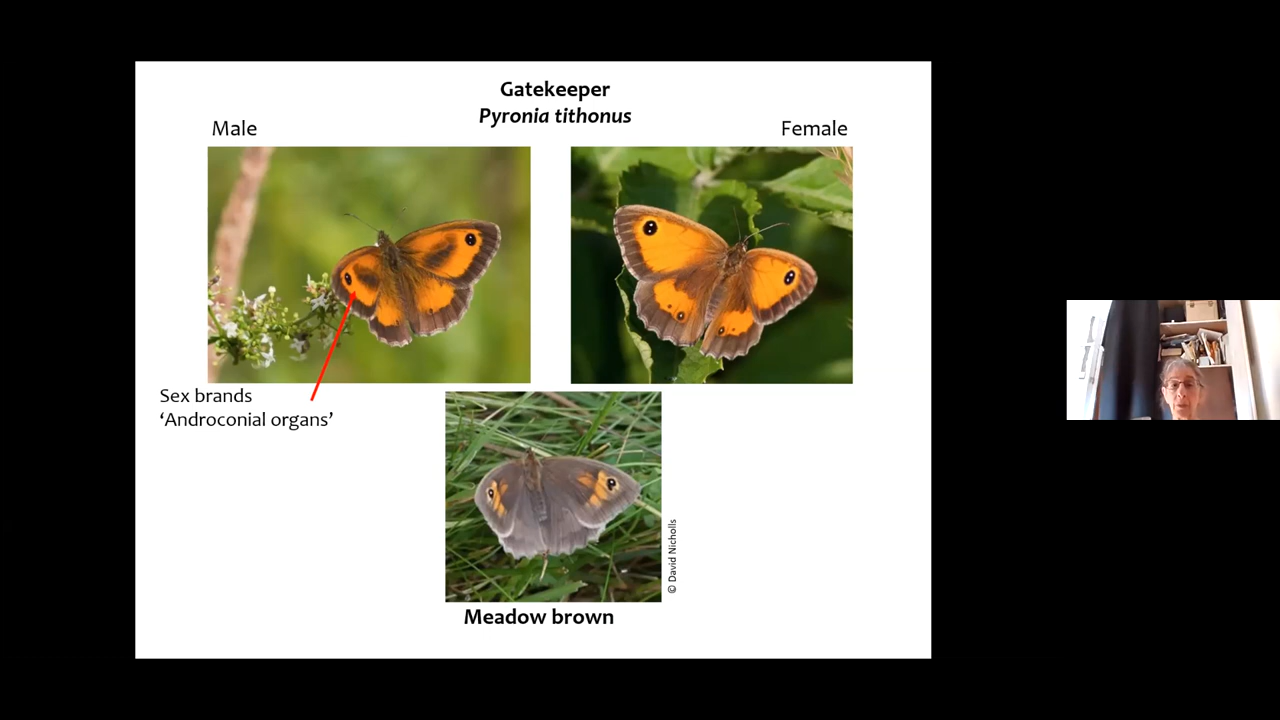 Gatekeeper
Pyronia tithonus
Male
Female
Sex brands
‘Androconial organs’
© David Nicholls
Meadow brown